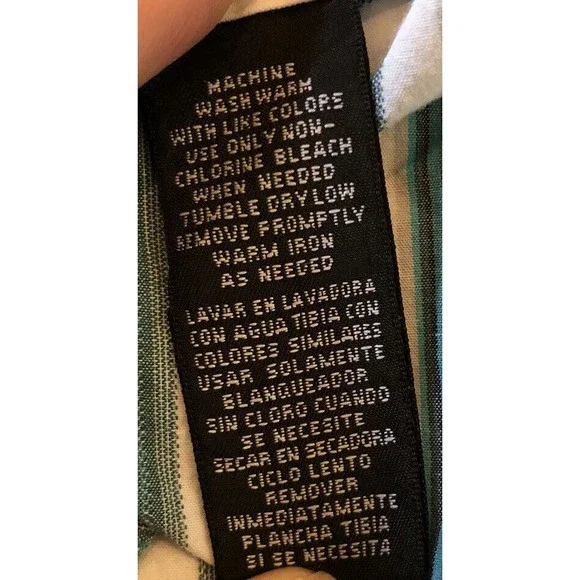 MACHINE
WASH WARM
WITH LIKE COLORS
USE ONLY NON-
CHLORINE BLEACH
WHEN NEEDED
TUMBLE DRY LOW
REMOVE PROMPTLY
WARM IRON
AS NEEDED
LAVAR EN LAVADORA
CON AGUA TIBIA CON
COLORES SIMILARES
USAR SOLAMENTE
BLANQUEADOR
SIN CLORO CUANDO
SE NECESITE
SECAR EN SECADORA
CICLO LENTO
REMOVER
INMEDIATAMENTE
PLANCHA TIBIA
SI SE NECESITA